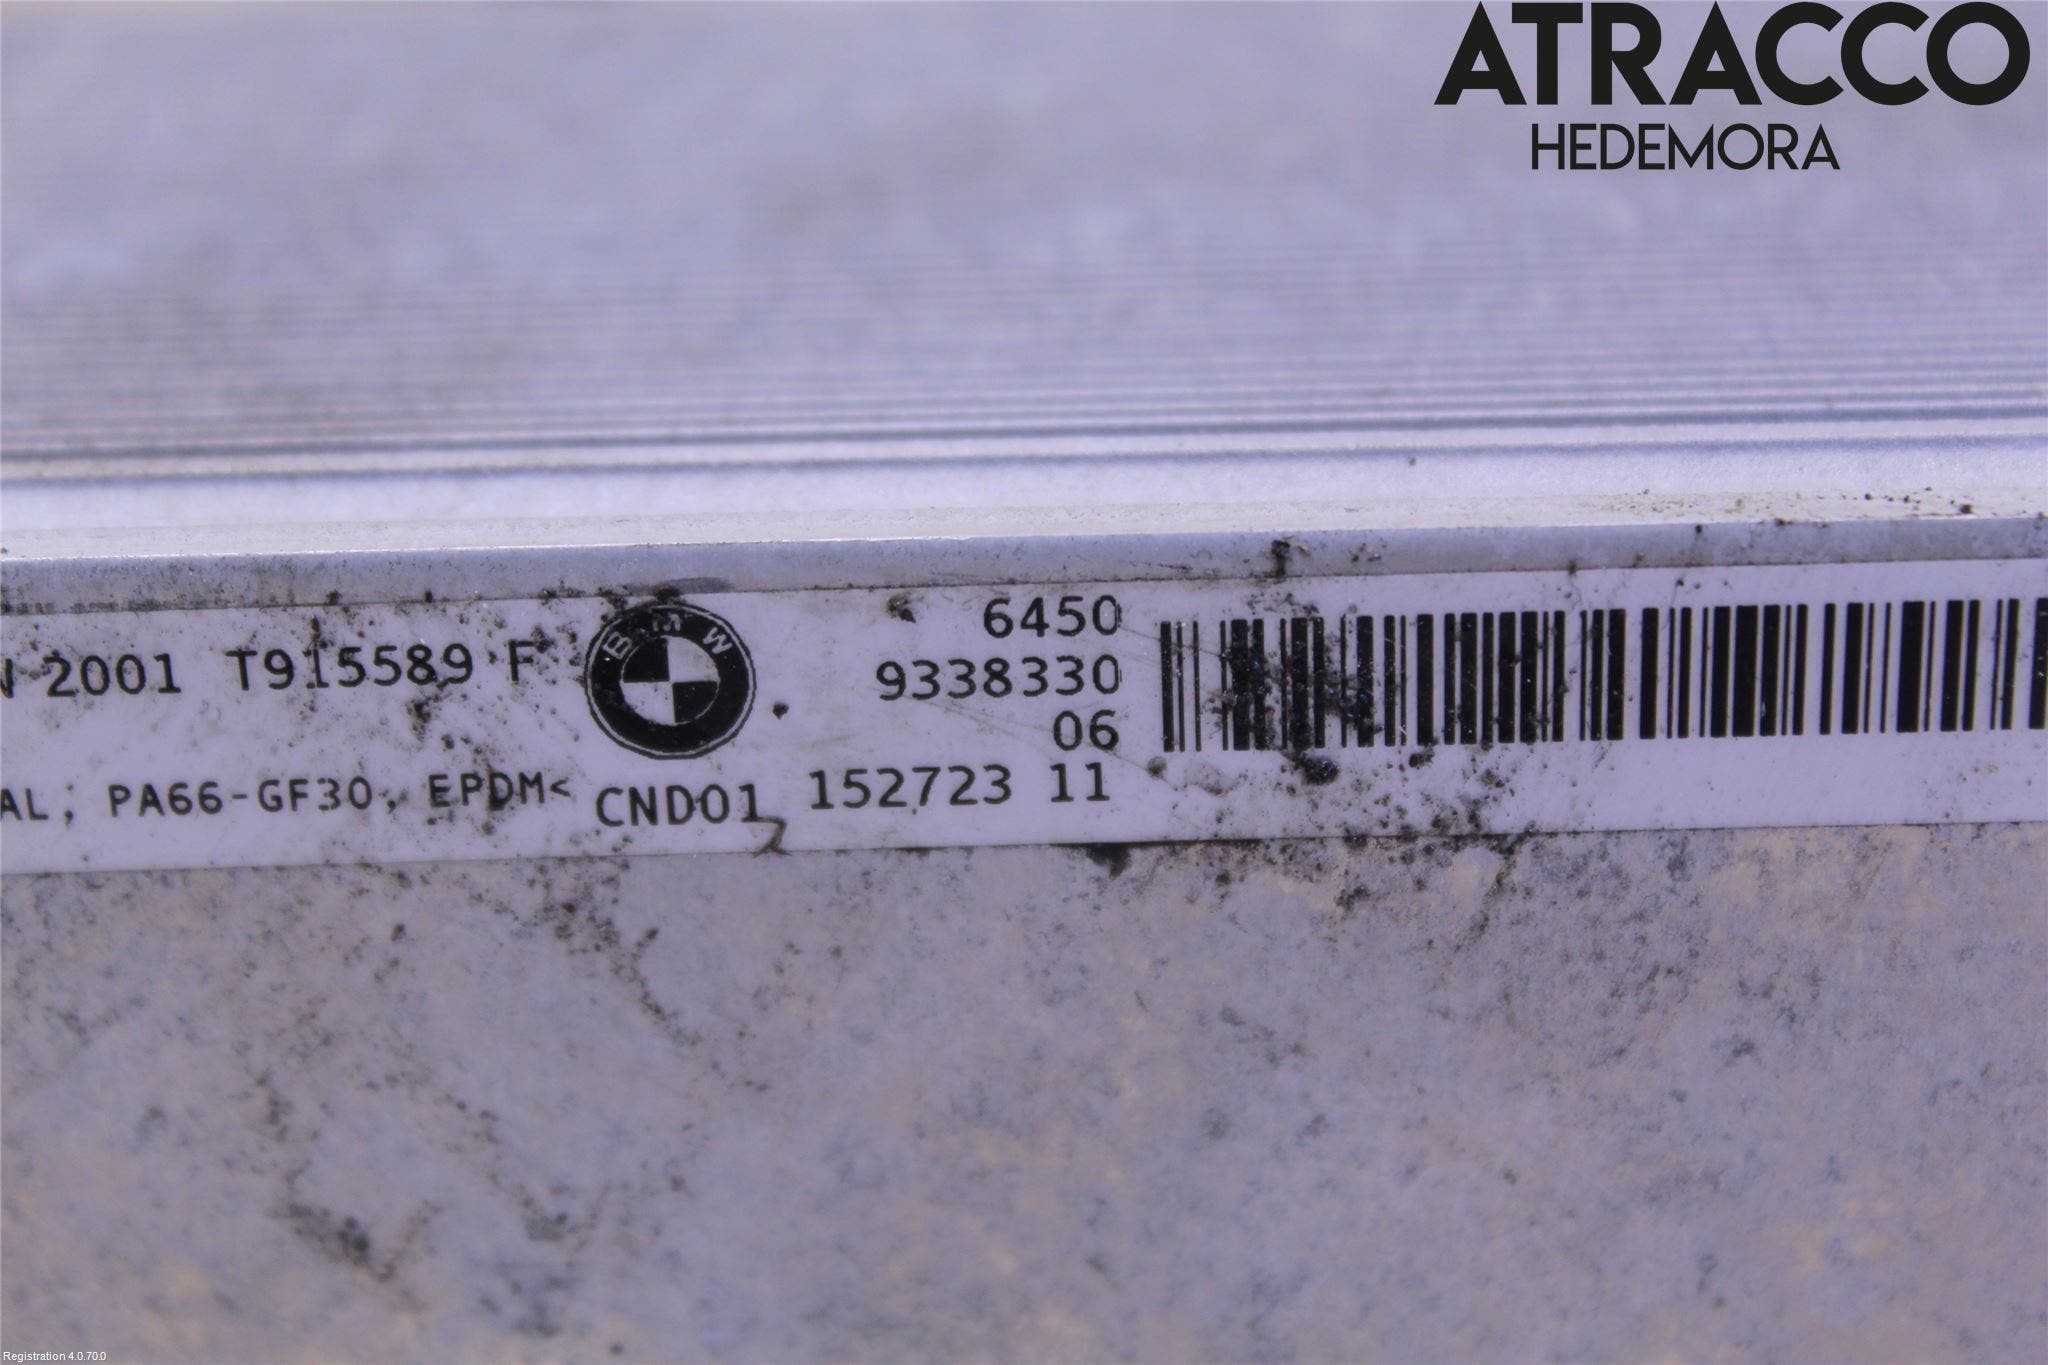 ATRACCO
HEDEMORA
2001 T915589 F
BMW
6450
9338330
06
AL, PA66-GF30, EPDM<
CND01 152723 11
Registration 4.0.70.0